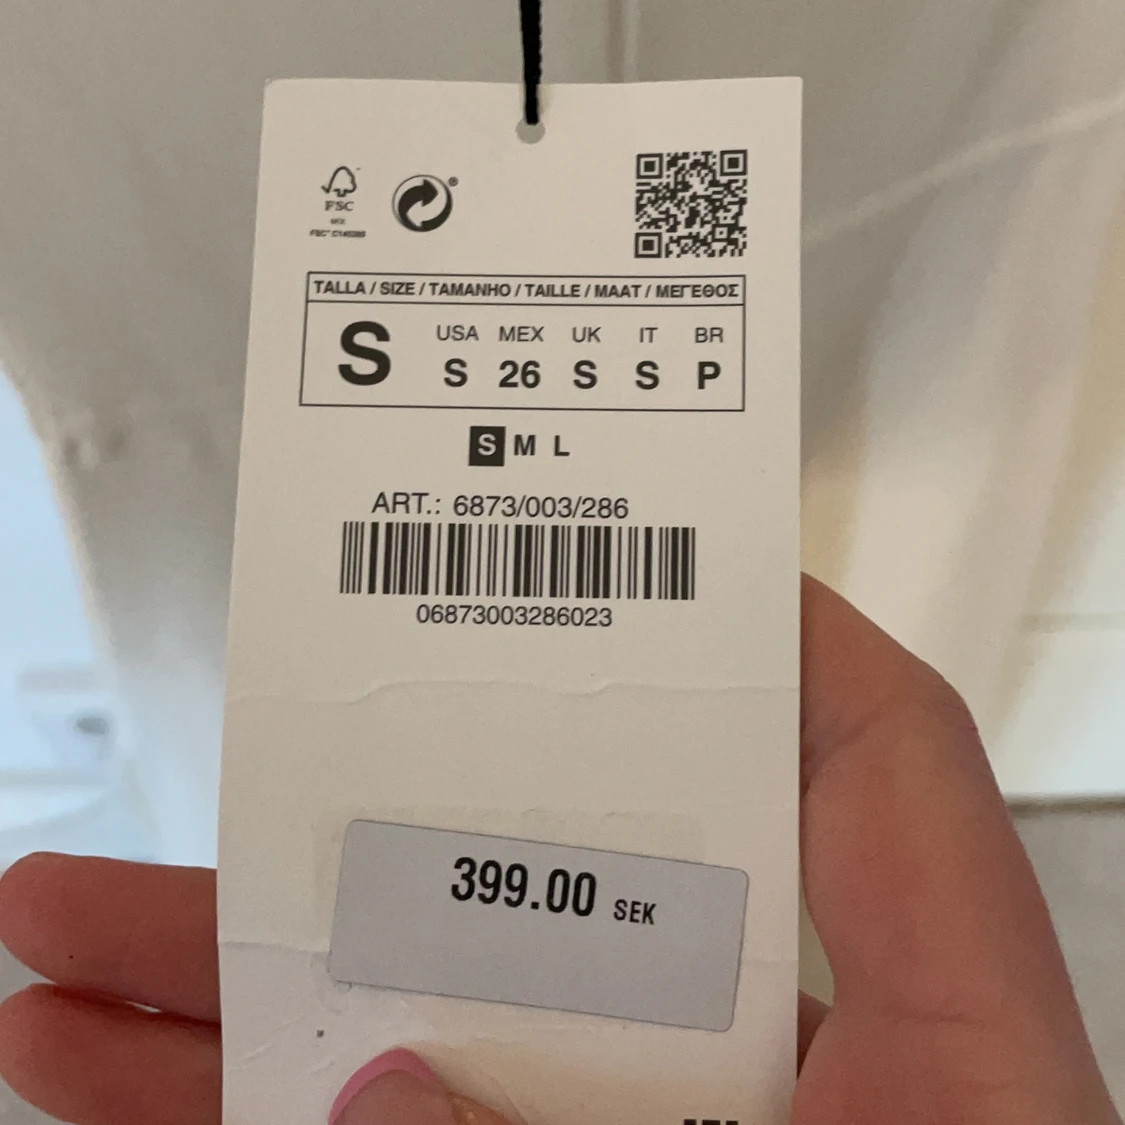 FSC
MIX
TALLA / SIZE / TAMANHO / TAILLE / MAAT / ΜΕΓΕΘΟΣ
USA MEX UK IT BR
S S 26 S S P
S M L
ART.: 6873/003/286
06873003286023
399.00 SEK